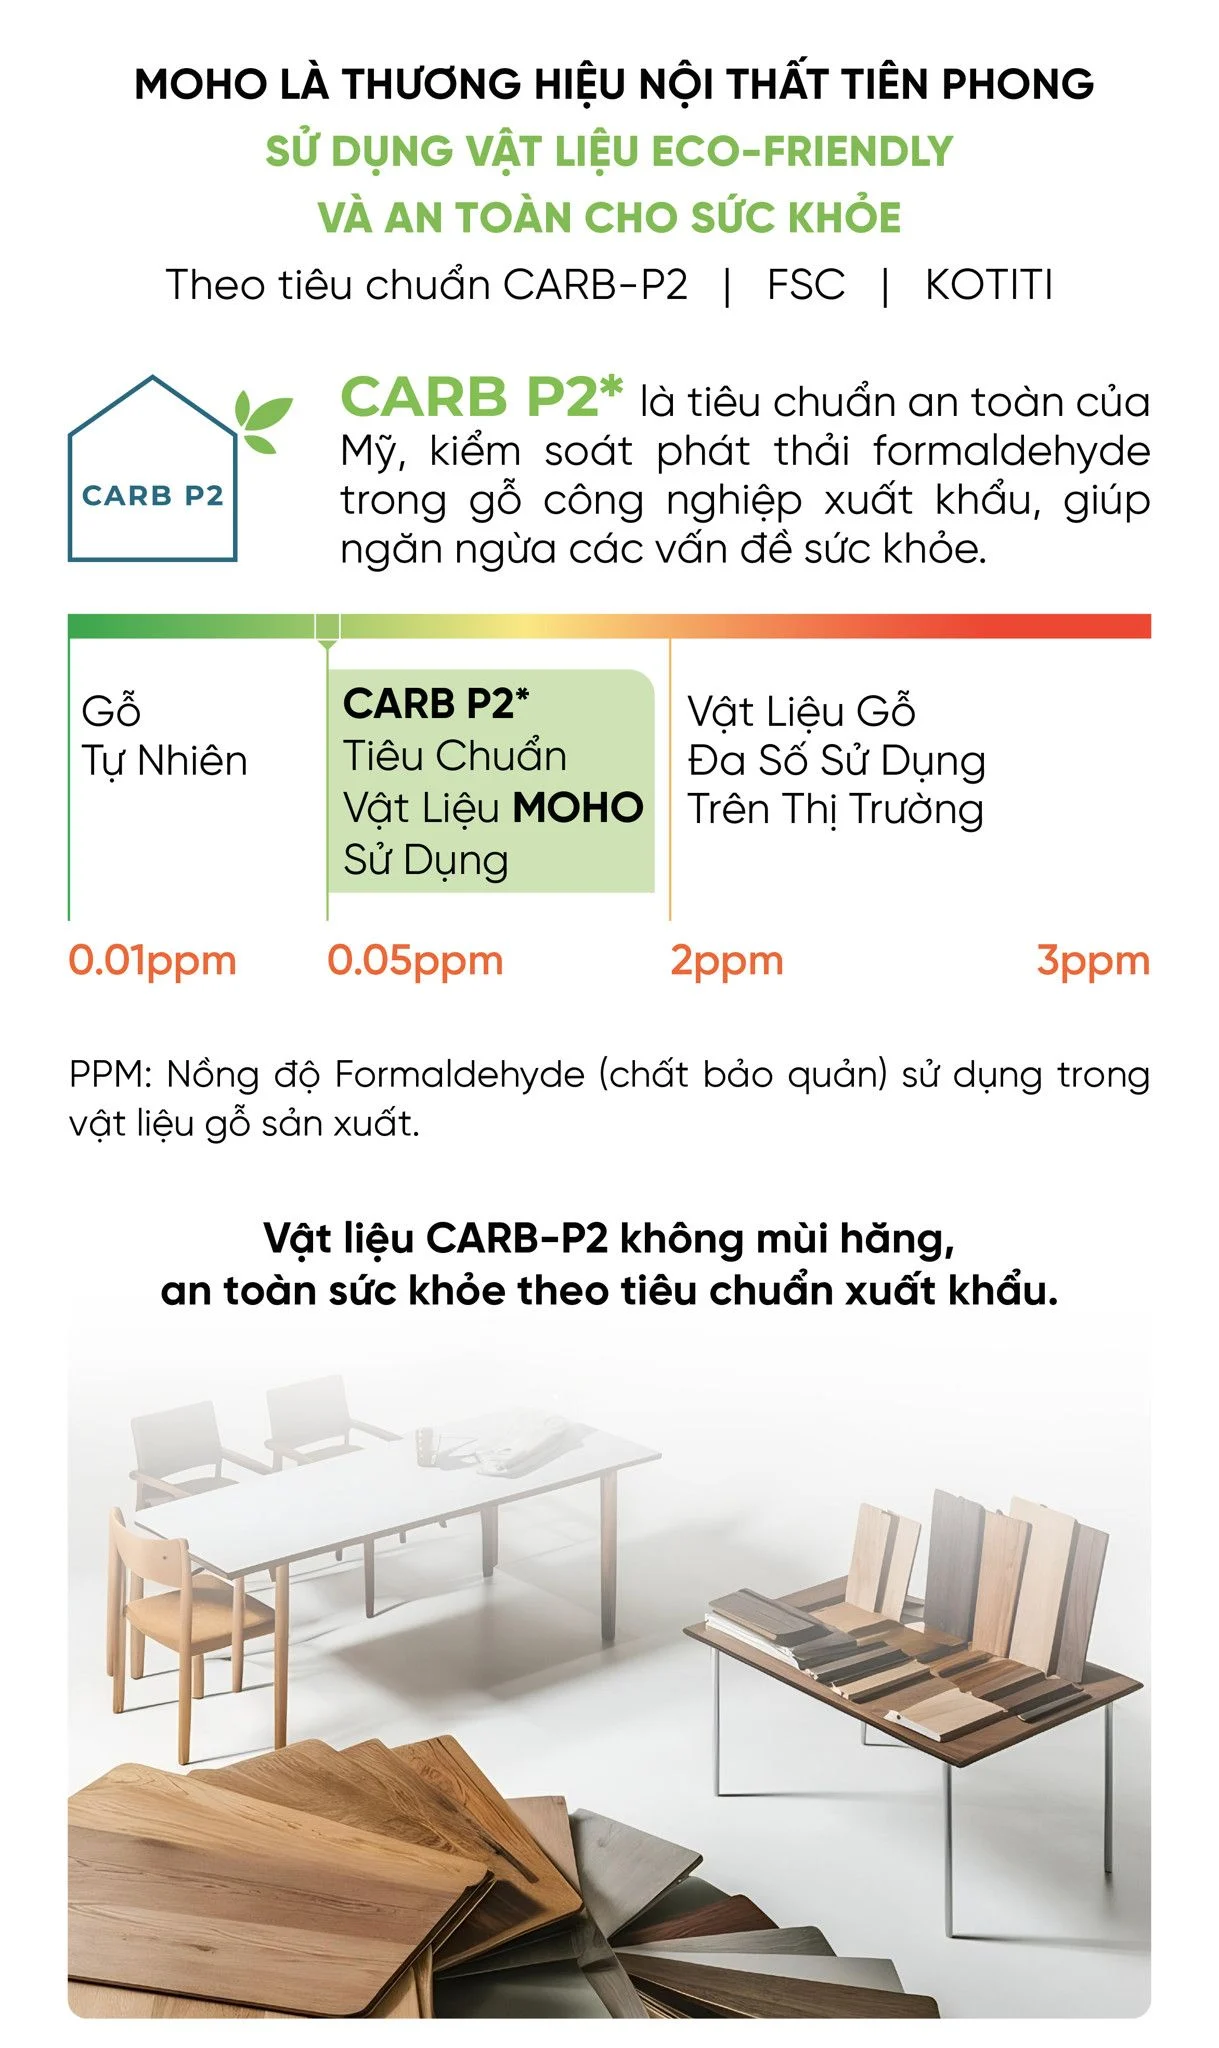 MOHO LÀ THƯƠNG HIỆU NỘI THẤT TIÊN PHONG
SỬ DỤNG VẬT LIỆU ECO-FRIENDLY
VÀ AN TOÀN CHO SỨC KHỎE
Theo tiêu chuẩn CARB-P2 | FSC | KOTITI
CARB P2
CARB P2* là tiêu chuẩn an toàn của
Mỹ, kiểm soát phát thải formaldehyde
trong gỗ công nghiệp xuất khẩu, giúp
ngăn ngừa các vấn đề sức khỏe.
Gỗ
Tự Nhiên
CARB P2*
Tiêu Chuẩn
Vật Liệu MOHO
Sử Dụng
Vật Liệu Gỗ
Đa Số Sử Dụng
Trên Thị Trường
0.01ppm 0.05ppm 2ppm 3ppm
PPM: Nồng độ Formaldehyde (chất bảo quản) sử dụng trong
vật liệu gỗ sản xuất.
Vật liệu CARB-P2 không mùi hăng,
an toàn sức khỏe theo tiêu chuẩn xuất khẩu.